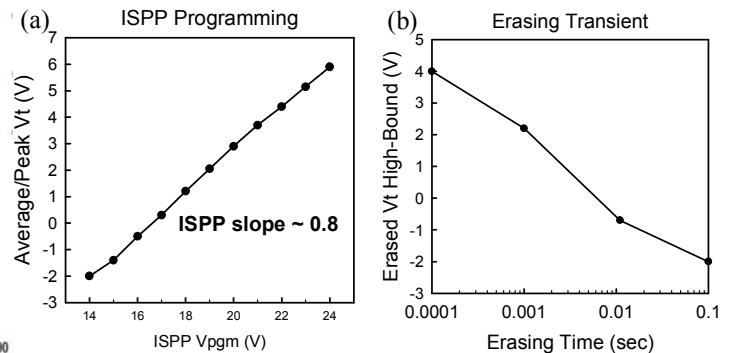 (a)
ISPP Programming
Average/Peak Vt (V)
7
6
5
4
3
2
1
0
-1
-2
-3
ISPP slope ~ 0.8
14 16 18 20 22 24
ISPP Vpgm (V)
(b)
Erasing Transient
Erased Vt High-Bound (V)
5
4
3
2
1
0
-1
-2
-3
0.0001 0.001 0.01 0.1
Erasing Time (sec)